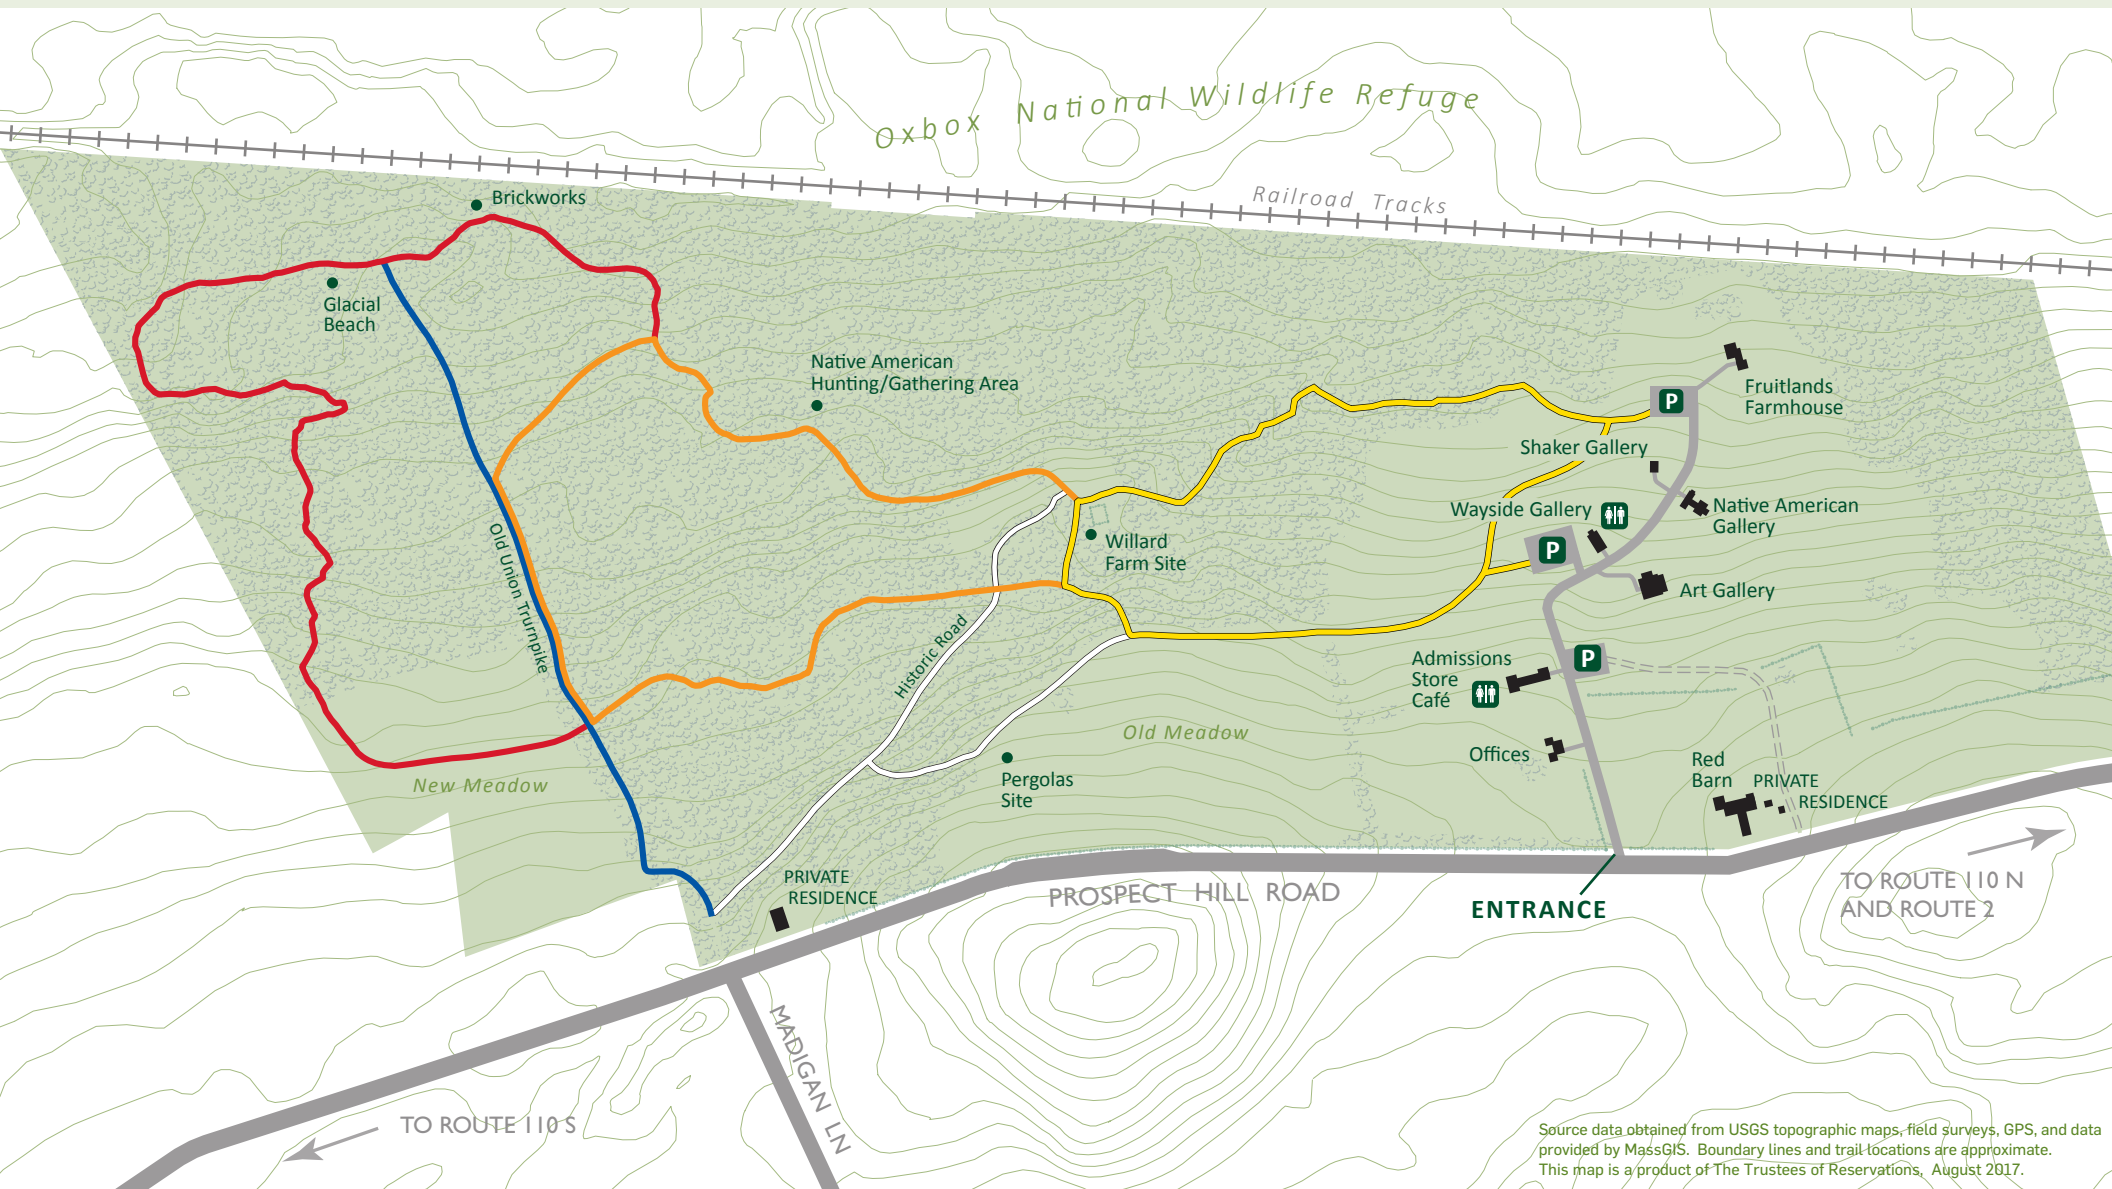 Oxbox National Wildlife Refuge
Railroad Tracks
Brickworks
Glacial
Beach
Native American
Hunting/Gathering Area
P
Fruitlands
Farmhouse
Shaker Gallery
Wayside Gallery
Native American
Gallery
Old Union Trurnpike
Willard
Farm Site
P
Art Gallery
Historic Road
Admissions
Store
Café
P
Old Meadow
Offices
New Meadow
Pergolas
Site
Red
Barn
PRIVATE
RESIDENCE
PRIVATE
RESIDENCE
PROSPECT HILL ROAD
ENTRANCE
TO ROUTE 110 N
AND ROUTE 2
MADIGAN LN
TO ROUTE 110 S
Source data obtained from USGS topographic maps, field surveys, GPS, and data
provided by MassGIS. Boundary lines and trail locations are approximate.
This map is a product of The Trustees of Reservations, August 2017.